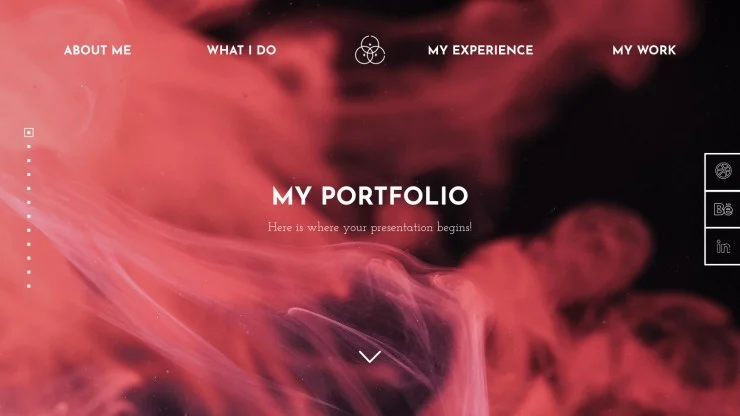 ABOUT ME
WHAT I DO
MY EXPERIENCE
MY WORK
MY PORTFOLIO
Here is where your presentation begins!
Bē
in